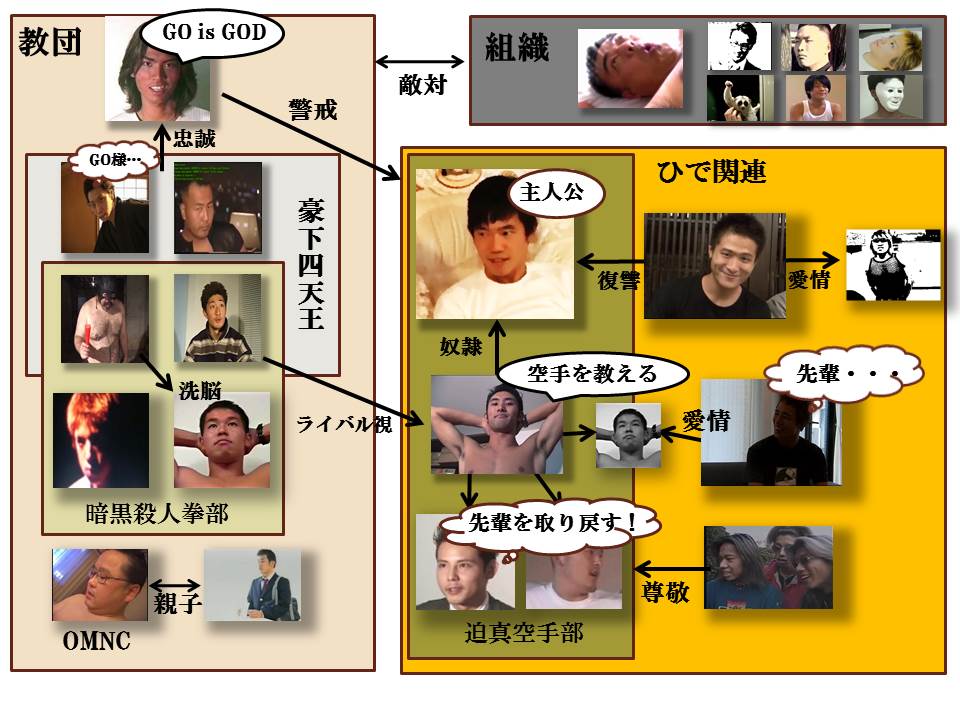 教団
GO is GOD
敵対
組織
警戒
忠誠
GO様…
豪下四天王
ひで関連
主人公
復讐
愛情
奴隷
空手を教える
先輩・・・
洗脳
ライバル視
愛情
暗黒殺人拳部
先輩を取り戻す！
親子
尊敬
OMNC
迫真空手部